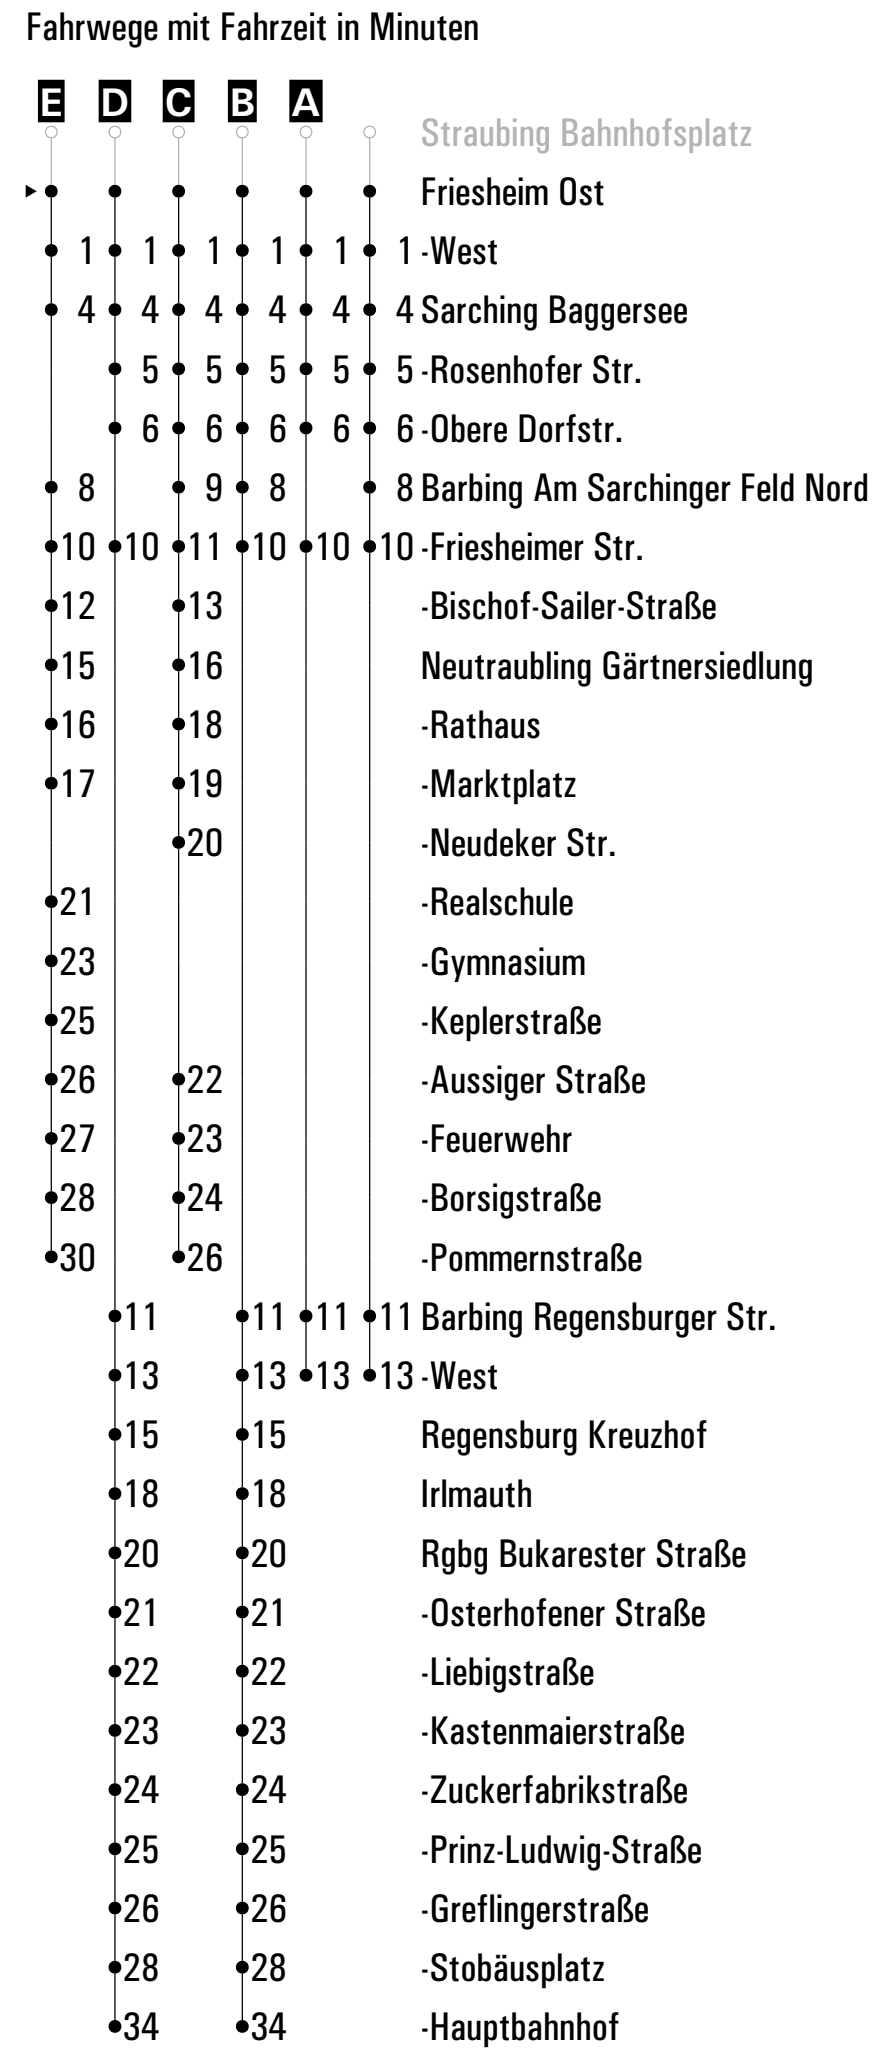 Fahrwege mit Fahrzeit in Minuten
E D C B A
Straubing Bahnhofsplatz
Friesheim Ost
1 1 1 1 1 1 -West
4 4 4 4 4 4 Sarching Baggersee
5 5 5 5 5 -Rosenhofer Str.
6 6 6 6 6 -Obere Dorfstr.
8 9 8 8 Barbing Am Sarchinger Feld Nord
10 10 11 10 10 10 -Friesheimer Str.
12 13 -Bischof-Sailer-Straße
15 16 Neutraubling Gärtnersiedlung
16 18 -Rathaus
17 19 -Marktplatz
20 -Neudeker Str.
21 -Realschule
23 -Gymnasium
25 -Keplerstraße
26 22 -Aussiger Straße
27 23 -Feuerwehr
28 24 -Borsigstraße
30 26 -Pommernstraße
11 11 11 11 Barbing Regensburger Str.
13 13 13 13 -West
15 15 Regensburg Kreuzhof
18 18 Irlmauth
20 20 Rgbg Bukarester Straße
21 21 -Osterhofener Straße
22 22 -Liebigstraße
23 23 -Kastenmaierstraße
24 24 -Zuckerfabrikstraße
25 25 -Prinz-Ludwig-Straße
26 26 -Greflingerstraße
28 28 -Stobäusplatz
34 34 -Hauptbahnhof